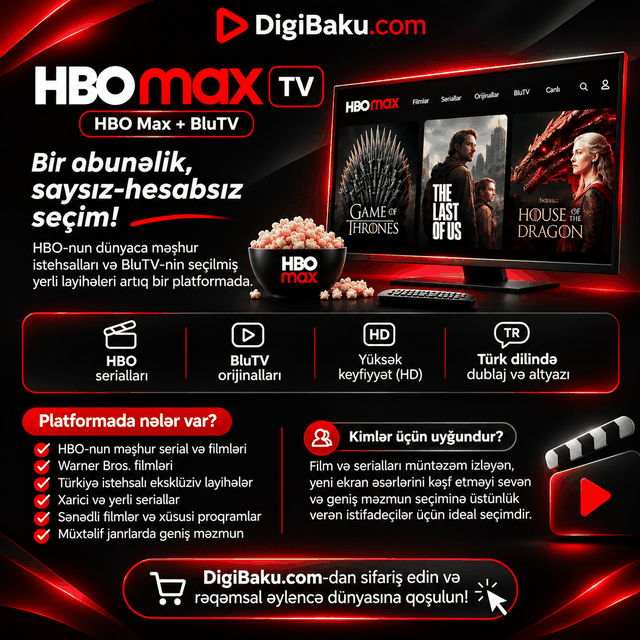 DigiBaku.com
HBOmax TV
HBO Max + BluTV
Bir abunəlik,
saysız-hesabsız
seçim!
HBO-nun dünyaca məşhur
istehsalları və BluTV-nin seçilmiş
yerli layihələri artıq bir platformada.
HBOmax Filmlər Seriallar Orijinallar BluTV Canlı
GAME OF
THRONES
THE
LAST
OF US
HOUSE OF THE
DRAGON
HBO
max
HBO
serialları
BluTV
orijinalları
HD
Yüksək
keyfiyyət (HD)
TR
Türk dilində
dublaj və altyazı
Platformada nələr var?
HBO-nun məşhur serial və filmləri
Warner Bros. filmləri
Türkiyə istehsalı eksklüziv layihələr
Xarici və yerli seriallar
Sənədli filmlər və xüsusi proqramlar
Müxtəlif janrlarda geniş məzmun
Kimlər üçün uyğundur?
Film və serialları müntəzəm izləyən,
yeni ekran əsərlərini kəşf etməyi sevən
və geniş məzmun seçiminə üstünlük
verən istifadəçilər üçün ideal seçimdir.
DigiBaku.com-dan sifariş edin və
rəqəmsal əyləncə dünyasına qoşulun!